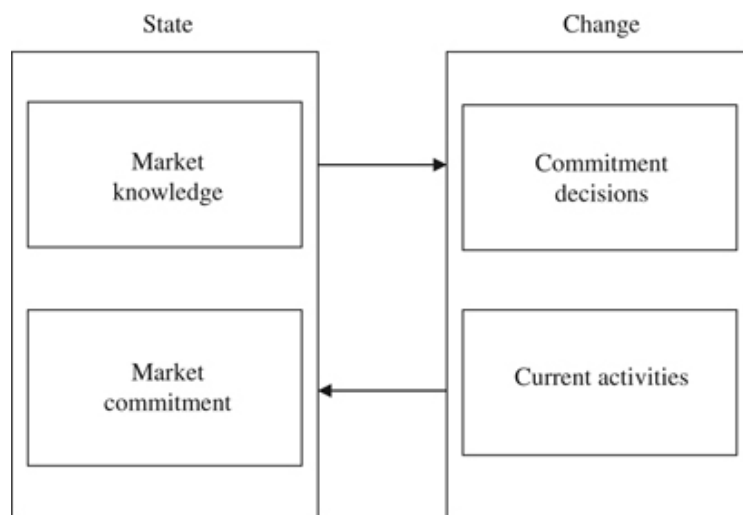 State
Change
Market
knowledge
Commitment
decisions
Market
commitment
Current activities